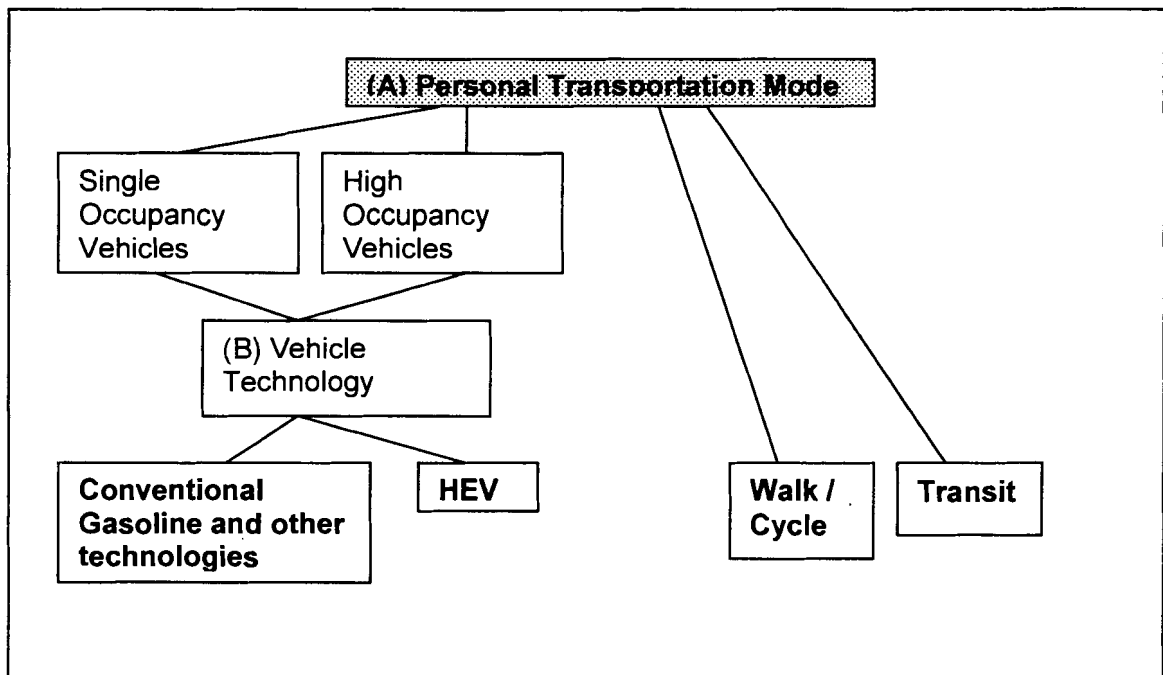 (A) Personal Transportation Mode
Single
Occupancy
Vehicles
High
Occupancy
Vehicles
(B) Vehicle
Technology
Conventional
Gasoline and other
technologies
HEV
Walk /
Cycle
Transit